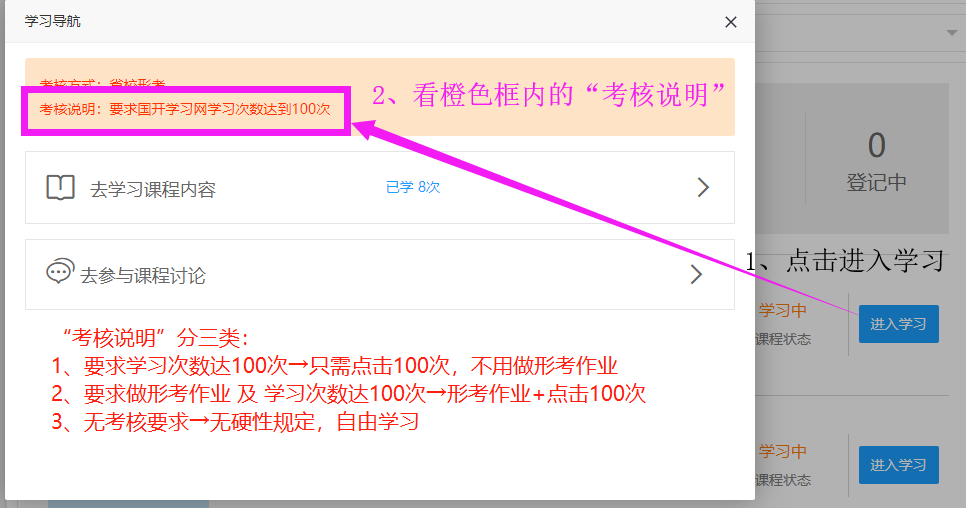 学习导航
考核方式：省校形考
考核说明：要求国开学习网学习次数达到100次
2、看橙色框内的“考核说明”
去学习课程内容
已学 8次
去参与课程讨论
0
登记中
1、点击进入学习
学习中
进入学习
课程状态
“考核说明”分三类：
1、要求学习次数达100次→只需点击100次，不用做形考作业
2、要求做形考作业 及 学习次数达100次→形考作业+点击100次
3、无考核要求→无硬性规定，自由学习
学习中
进入学习
课程状态